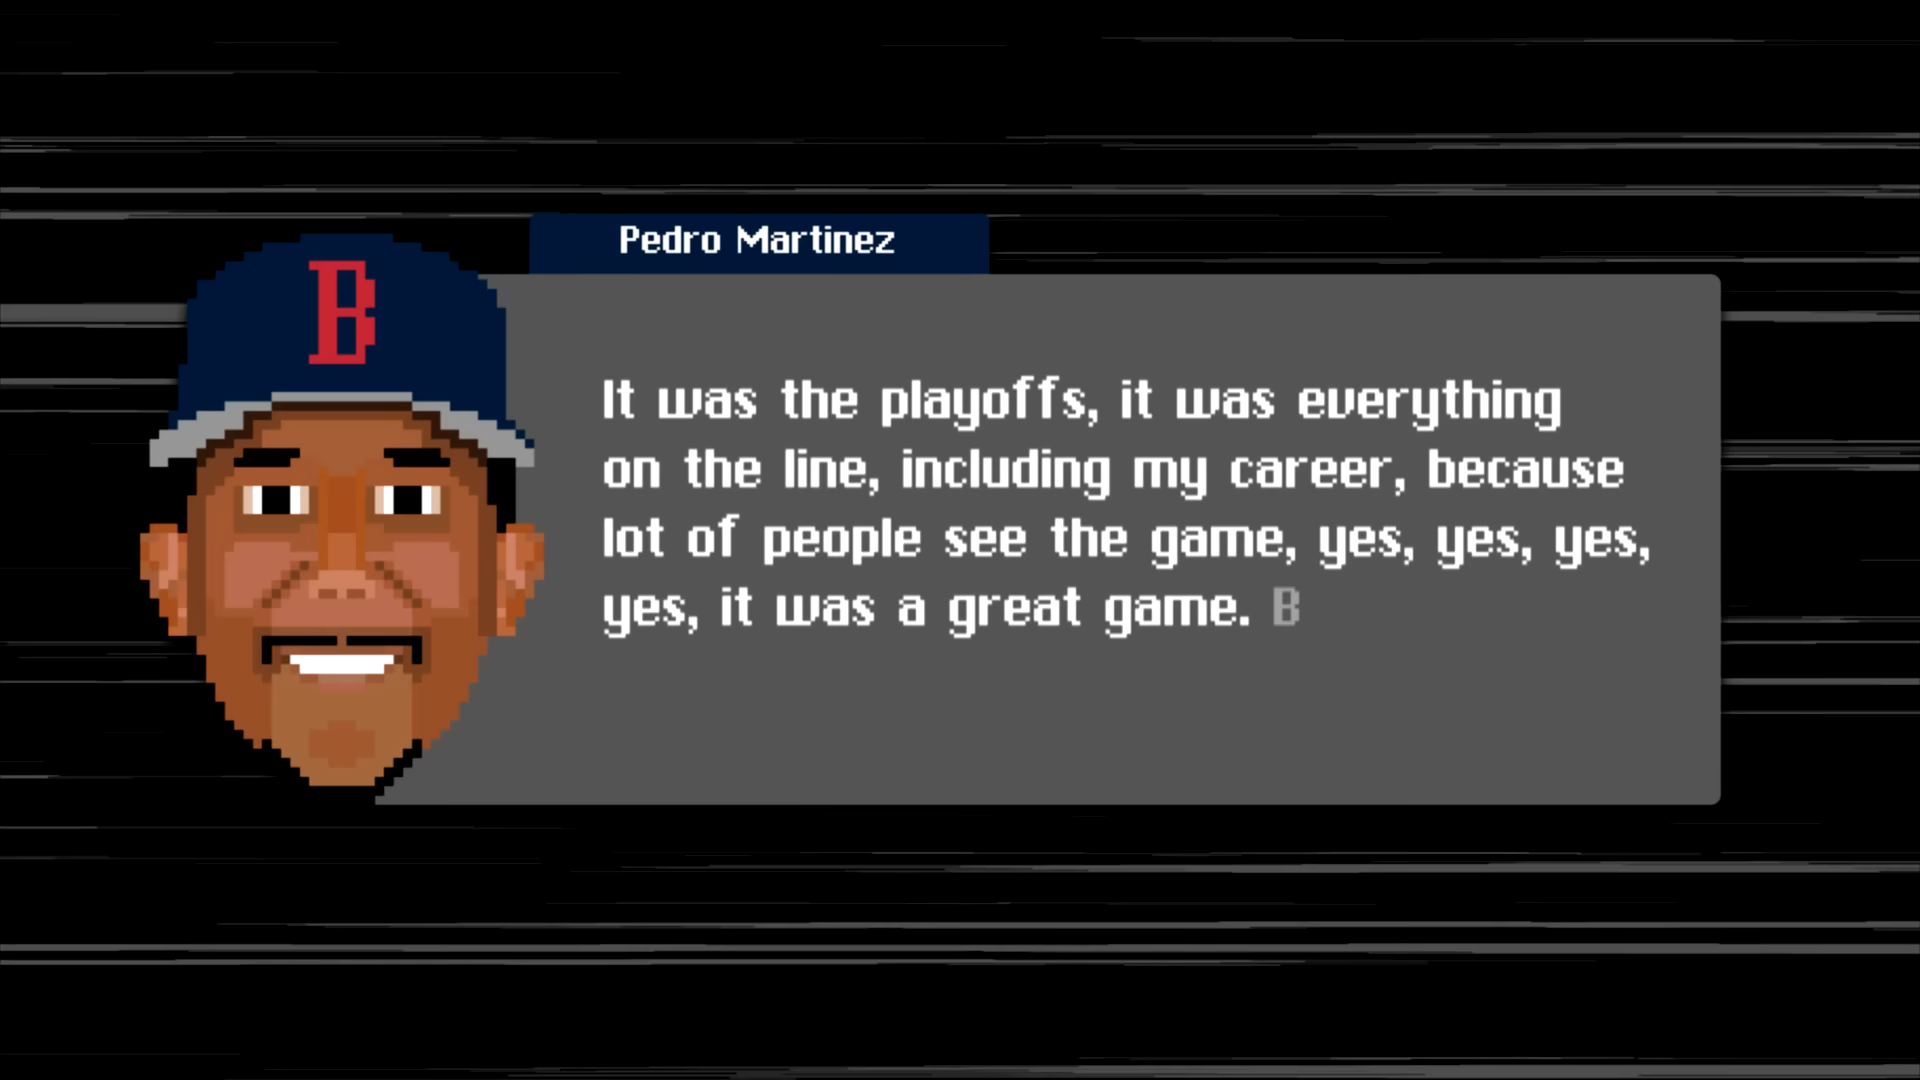 B
Pedro Martinez
It was the playoffs, it was everything
on the line, including my career, because
lot of people see the game, yes, yes, yes,
yes, it was a great game. B